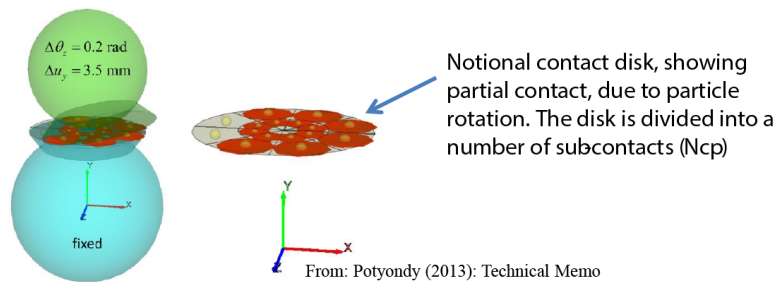 Δθz = 0.2 rad
Δuy = 3.5 mm
Y
X
Z
fixed
Notional contact disk, showing
partial contact, due to particle
rotation. The disk is divided into a
number of subcontacts (Ncp)
Y
X
Z
From: Potyondy (2013): Technical Memo